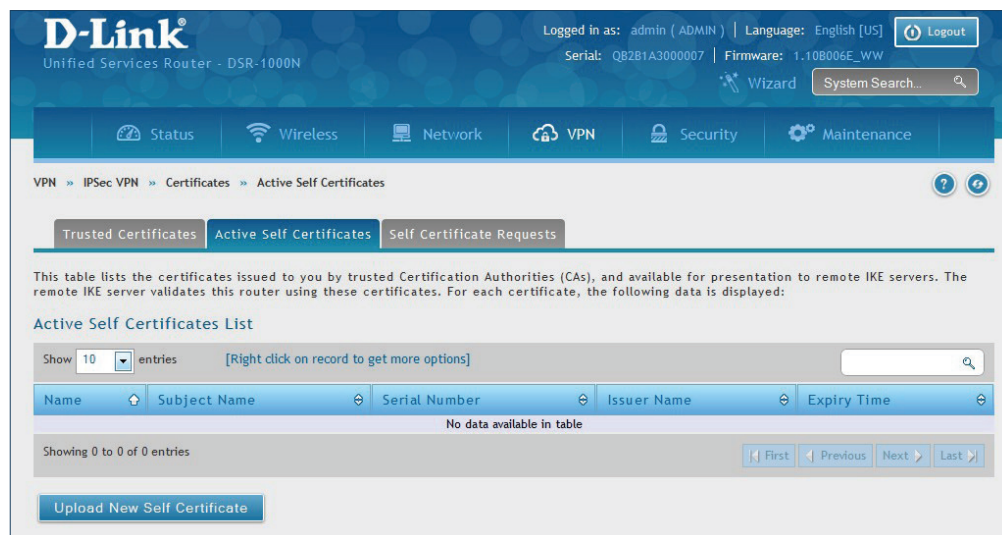 D-Link®
Unified Services Router - DSR-1000N
Logged in as: admin ( ADMIN ) | Language: English [US]
Logout
Serial: QB2B1A3000007 | Firmware: 1.10B006E_WW
Wizard
System Search...
Status
Wireless
Network
VPN
Security
Maintenance
VPN » IPSec VPN » Certificates » Active Self Certificates
?
Trusted Certificates
Active Self Certificates
Self Certificate Requests
This table lists the certificates issued to you by trusted Certification Authorities (CAs), and available for presentation to remote IKE servers. The
remote IKE server validates this router using these certificates. For each certificate, the following data is displayed:
Active Self Certificates List
Show 10 entries [Right click on record to get more options]
Name Subject Name Serial Number Issuer Name Expiry Time
No data available in table
Showing 0 to 0 of 0 entries
First Previous Next Last
Upload New Self Certificate